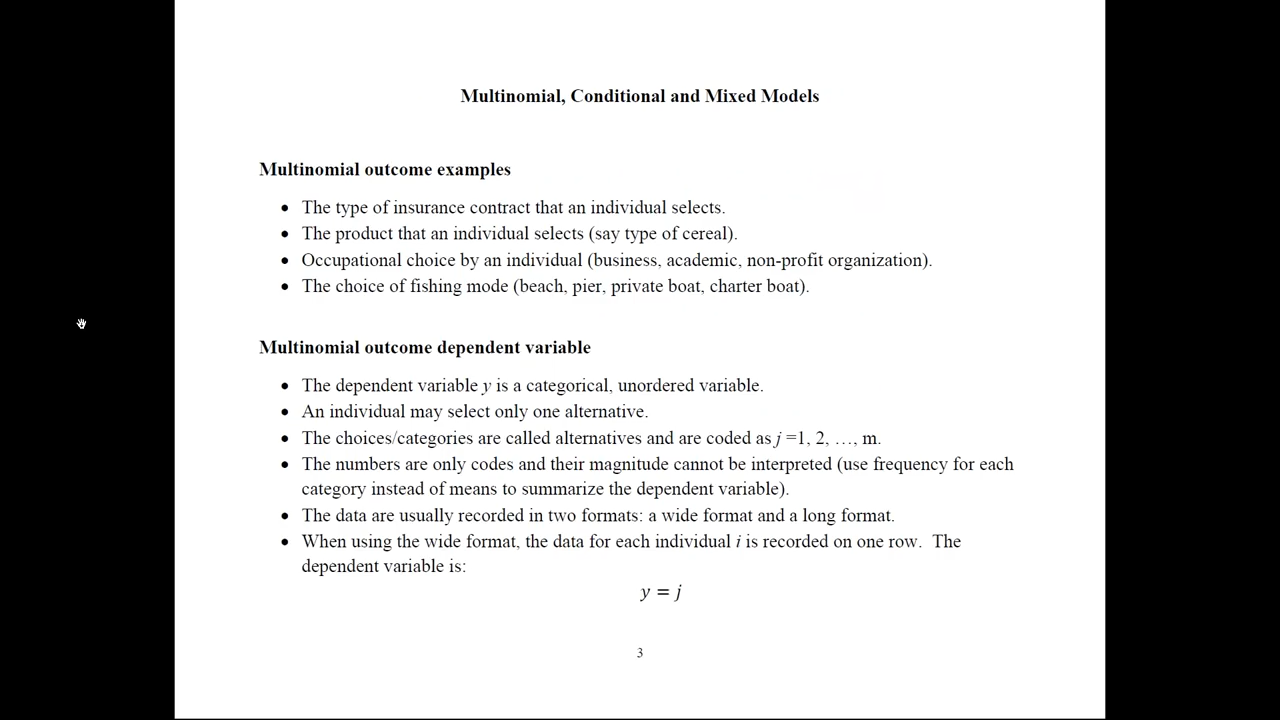 Multinomial, Conditional and Mixed Models
Multinomial outcome examples
• The type of insurance contract that an individual selects.
• The product that an individual selects (say type of cereal).
• Occupational choice by an individual (business, academic, non-profit organization).
• The choice of fishing mode (beach, pier, private boat, charter boat).
Multinomial outcome dependent variable
• The dependent variable y is a categorical, unordered variable.
• An individual may select only one alternative.
• The choices/categories are called alternatives and are coded as j =1, 2, …, m.
• The numbers are only codes and their magnitude cannot be interpreted (use frequency for each
category instead of means to summarize the dependent variable).
• The data are usually recorded in two formats: a wide format and a long format.
• When using the wide format, the data for each individual i is recorded on one row. The
dependent variable is:
y = j
3